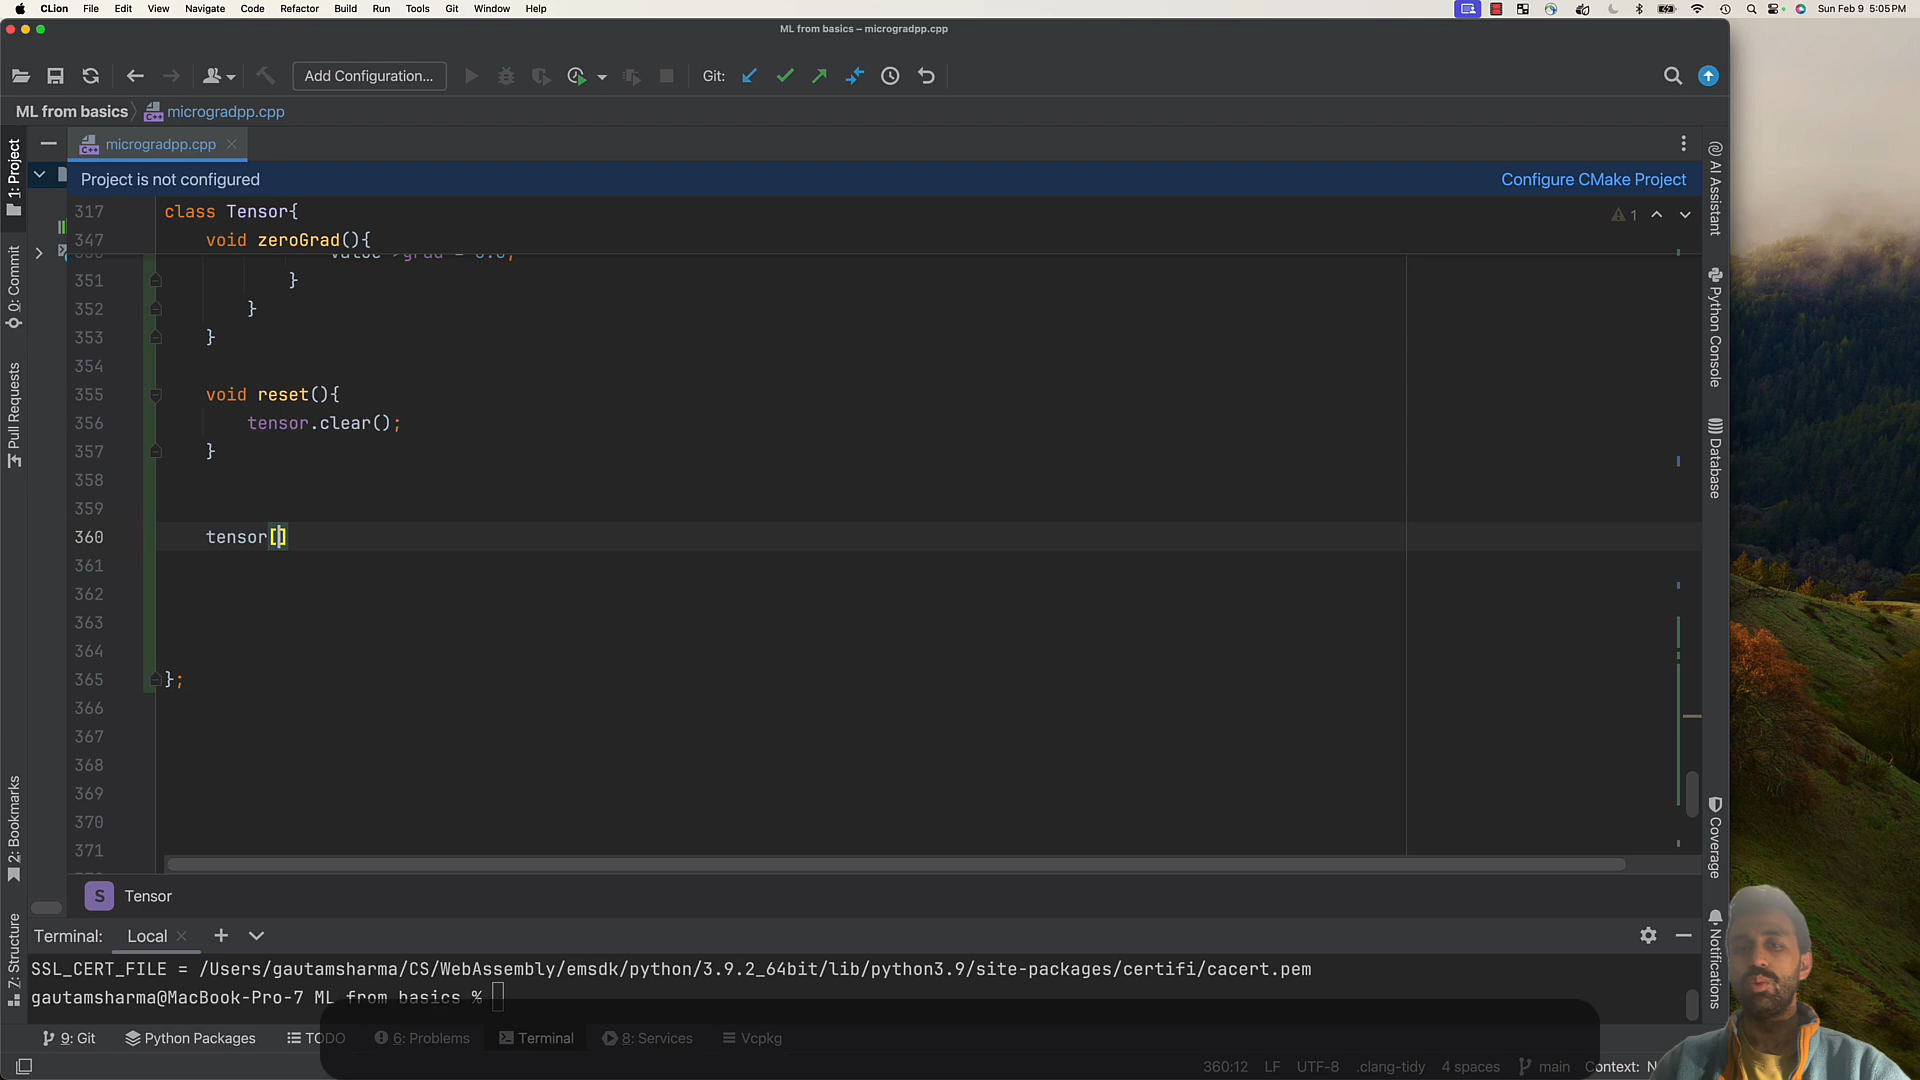 CLion File Edit View Navigate Code Refactor Build Run Tools Git Window Help Sun Feb 9 5:05 PM
ML from basics – microgradpp.cpp
Add Configuration... Git:
ML from basics microgradpp.cpp
microgradpp.cpp
Project is not configured Configure CMake Project
317 class Tensor{ 1
347 void zeroGrad(){
351 }
352 }
353 }
354
355 void reset(){
356 tensor.clear();
357 }
358
359
360 tensor[]
361
362
363
364
365 };
366
367
368
369
370
371
S Tensor
Terminal: Local
SSL_CERT_FILE = /Users/gautamsharma/CS/WebAssembly/emsdk/python/3.9.2_64bit/lib/python3.9/site-packages/certifi/cacert.pem
gautamsharma@MacBook-Pro-7 ML from basics %
9: Git Python Packages TODO 6: Problems Terminal 8: Services Vcpkg
360:12 LF UTF-8 .clang-tidy 4 spaces main Context:
1: Project
0: Commit
Pull Requests
2: Bookmarks
7: Structure
AI Assistant
Python Console
Database
Coverage
Notifications